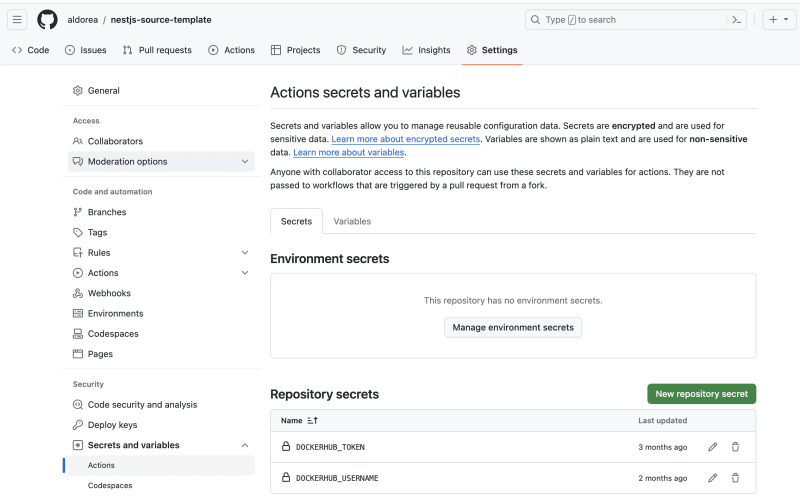 aldorea / nestjs-source-template
Type / to search
Code
Issues
Pull requests
Actions
Projects
Security
Insights
Settings
General
Access
Collaborators
Moderation options
Code and automation
Branches
Tags
Rules
Actions
Webhooks
Environments
Codespaces
Pages
Security
Code security and analysis
Deploy keys
Secrets and variables
Actions
Codespaces
Actions secrets and variables
Secrets and variables allow you to manage reusable configuration data. Secrets are encrypted and are used for
sensitive data. Learn more about encrypted secrets. Variables are shown as plain text and are used for non-sensitive
data. Learn more about variables.
Anyone with collaborator access to this repository can use these secrets and variables for actions. They are not
passed to workflows that are triggered by a pull request from a fork.
Secrets
Variables
Environment secrets
This repository has no environment secrets.
Manage environment secrets
Repository secrets
New repository secret
Name
Last updated
DOCKERHUB_TOKEN
3 months ago
DOCKERHUB_USERNAME
2 months ago